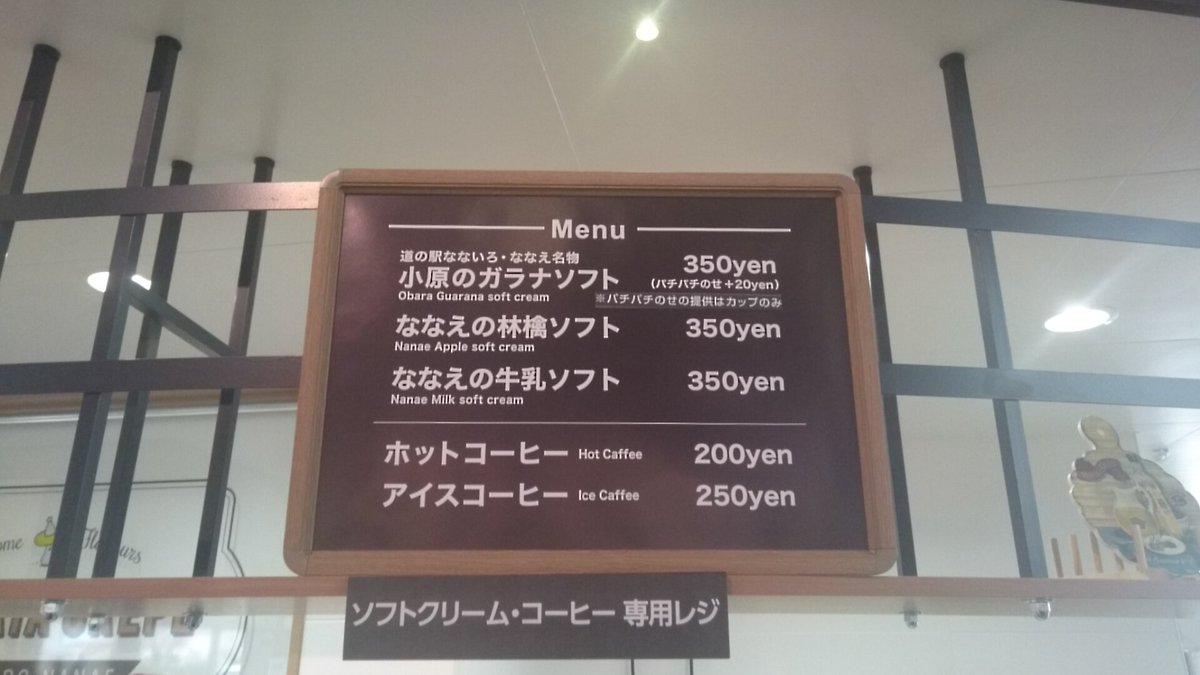 Menu
道の駅なないろ・ななえ名物
小原のガラナソフト 350yen
Obara Guarana soft cream (パチパチのせ+20yen)
※パチパチのせの提供はカップのみ
ななえの林檎ソフト 350yen
Nanae Apple soft cream
ななえの牛乳ソフト 350yen
Nanae Milk soft cream
ホットコーヒー Hot Caffee 200yen
アイスコーヒー Ice Caffee 250yen
ソフトクリーム・コーヒー 専用レジ